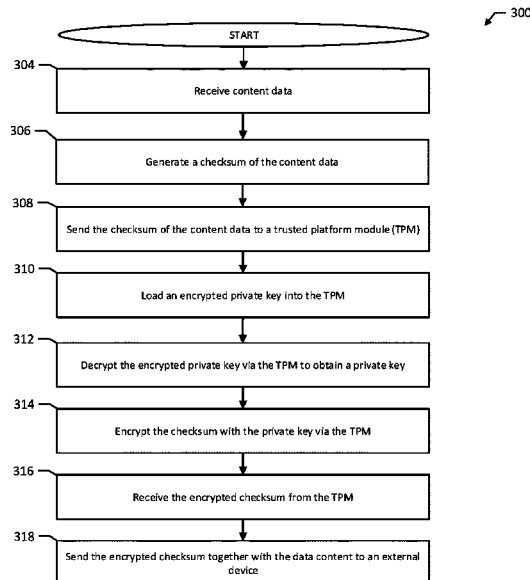 300
START
304
Receive content data
306
Generate a checksum of the content data
308
Send the checksum of the content data to a trusted platform module (TPM)
310
Load an encrypted private key into the TPM
312
Decrypt the encrypted private key via the TPM to obtain a private key
314
Encrypt the checksum with the private key via the TPM
316
Receive the encrypted checksum from the TPM
318
Send the encrypted checksum together with the data content to an external
device